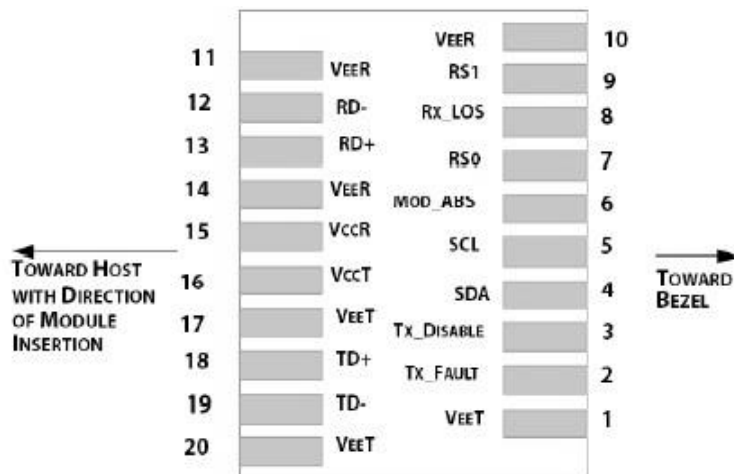 11 VEER
12 RD-
13 RD+
14 VEER
15 VCCR
16 VCCT
17 VEET
18 TD+
19 TD-
20 VEET
VEER 10
RS1 9
RX_LOS 8
RS0 7
MOD_ABS 6
SCL 5
SDA 4
TX_DISABLE 3
TX_FAULT 2
VEET 1
TOWARD HOST
WITH DIRECTION
OF MODULE
INSERTION
TOWARD
BEZEL